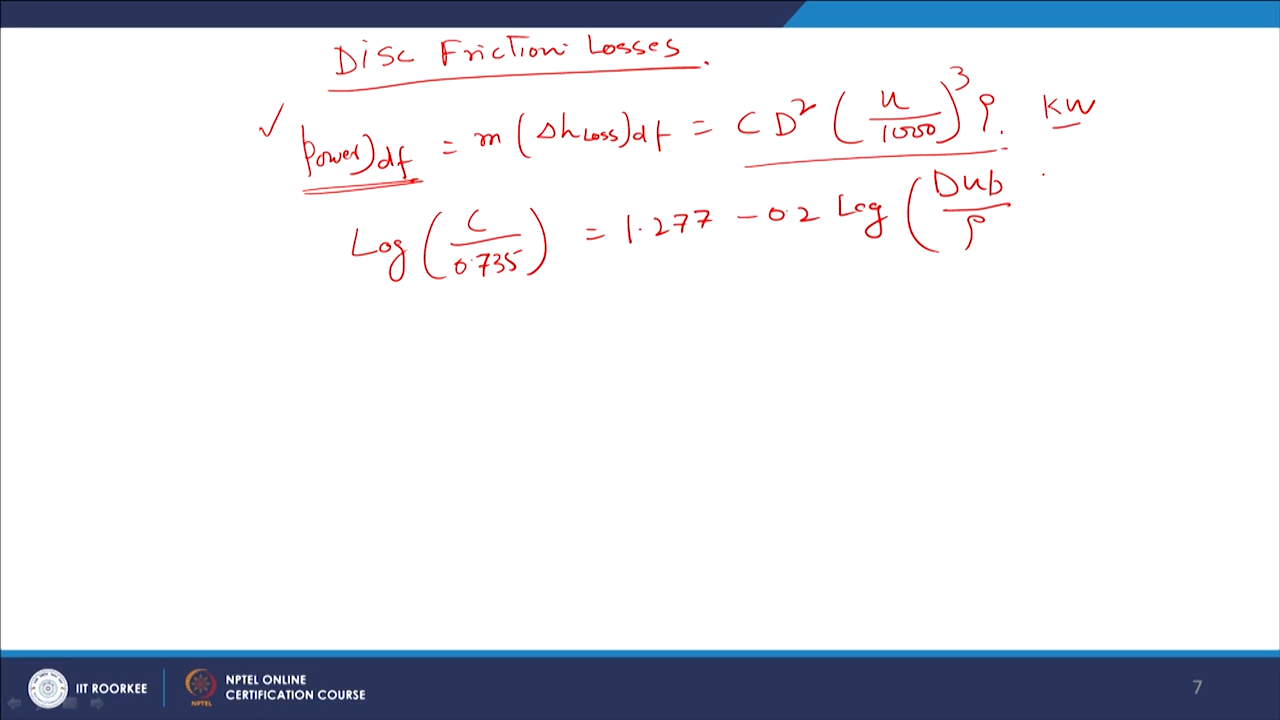 Disc Friction Losses.
✓ Power)df = m (Δh Loss)df = C D² (u/1000)³ ρ. KW
Log (C/0.735) = 1.277 - 0.2 Log (Dub/ρ
IIT ROORKEE
NPTEL ONLINE
CERTIFICATION COURSE
7